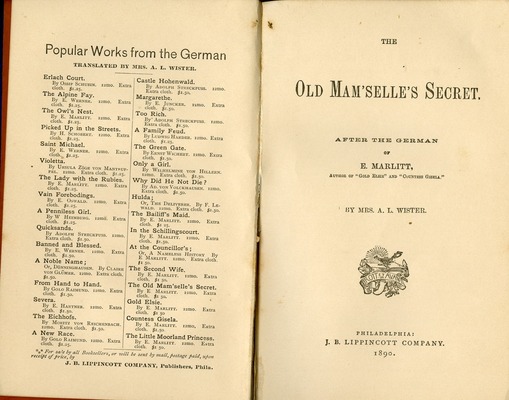 Popular Works from the German
TRANSLATED BY MRS. A. L. WISTER.
Erlach Court.
By Ossip Schubin. 12mo. Extra
cloth. $1.25.
The Alpine Fay.
By E. Werner. 12mo. Extra
cloth. $1.25.
The Owl's Nest.
By E. Marlitt. 12mo. Extra
cloth. $1.25.
Picked Up in the Streets.
By H. Schobert. 12mo. Extra
cloth. $1.25.
Saint Michael.
By E. Werner. 12mo. Extra
cloth. $1.25.
Violetta.
By Ursula Zöge von Manteuf-
fel. 12mo. Extra cloth. $1.25.
The Lady with the Rubies.
By E. Marlitt. 12mo. Extra
cloth. $1.25.
Vain Forebodings.
By E. Oswald. 12mo. Extra
cloth. $1.25.
A Penniless Girl.
By W. Heimburg. 12mo. Extra
cloth. $1.25.
Quicksands.
By Adolph Streckfuss. 12mo.
Extra cloth. $1.50.
Banned and Blessed.
By E. Werner. 12mo. Extra
cloth. $1.50.
A Noble Name;
Or, Dönninghausen. By Claire
von Glümer. 12mo. Extra cloth.
$1.50.
From Hand to Hand.
By Golo Raimund. 12mo. Extra
cloth. $1.50.
Severa.
By E. Hartner. 12mo. Extra
cloth. $1.50.
The Eichhofs.
By Moritz von Reichenbach.
12mo. Extra cloth. $1.50.
A New Race.
By Golo Raimund. 12mo. Extra
cloth. $1.25.
Castle Hohenwald.
By Adolph Streckfuss. 12mo.
Extra cloth. $1.50.
Margarethe.
By E. Juncker. 12mo. Extra
cloth. $1.50.
Too Rich.
By Adolph Streckfuss. 12mo.
Extra cloth. $1.50.
A Family Feud.
By Ludwig Harder. 12mo. Extra
cloth. $1.25.
The Green Gate.
By Ernst Wichert. 12mo. Extra
cloth. $1.50.
Only a Girl.
By Wilhelmine von Hillern.
12mo. Extra cloth. $1.50.
Why Did He Not Die?
By Ad. von Volckhausen. 12mo.
Extra cloth. $1.50.
Hulda;
Or, The Deliverer. By F. Le-
wald. 12mo. Extra cloth. $1.50.
The Bailiff's Maid.
By E. Marlitt. 12mo. Extra
cloth. $1.25.
In the Schillingscourt.
By E. Marlitt. 12mo. Extra
cloth. $1.50.
At the Councillor's;
Or, A Nameless History. By
E. Marlitt. 12mo. Extra cloth.
$1.50.
The Second Wife.
By E. Marlitt. 12mo. Extra
cloth. $1.50.
The Old Mam'selle's Secret.
By E. Marlitt. 12mo. Extra
cloth. $1.50.
Gold Elsie.
By E. Marlitt. 12mo. Extra
cloth. $1.50.
Countess Gisela.
By E. Marlitt. 12mo. Extra
cloth. $1.50.
The Little Moorland Princess.
By E. Marlitt. 12mo. Extra
cloth. $1.50.
*** For sale by all Booksellers, or will be sent by mail, postage paid, upon
receipt of price, by
J. B. LIPPINCOTT COMPANY, Publishers, Phila.
THE
OLD MAM'SELLE'S SECRET.
AFTER THE GERMAN
OF
E. MARLITT,
AUTHOR OF "GOLD ELSIE" AND "COUNTESS GISELA."
BY MRS. A. L. WISTER.
PHILADELPHIA:
J. B. LIPPINCOTT COMPANY.
1890.